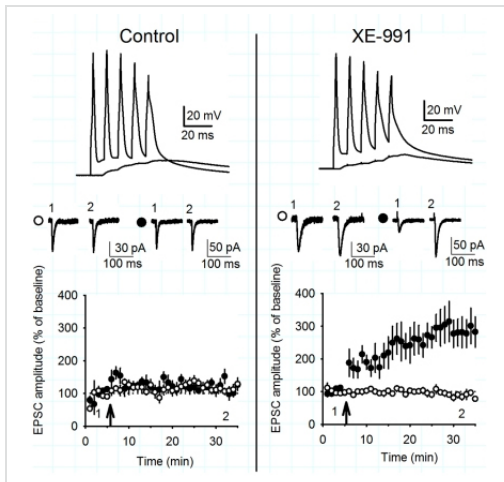 Control
XE-991
20 mV
20 ms
20 mV
20 ms
1 2 1 2
30 pA
100 ms
50 pA
100 ms
1 2 1 2
30 pA
100 ms
50 pA
100 ms
EPSC amplitude (% of baseline)
400
300
200
100
0
1
2
0 10 20 30
Time (min)
EPSC amplitude (% of baseline)
400
300
200
100
0
1
2
0 10 20 30
Time (min)